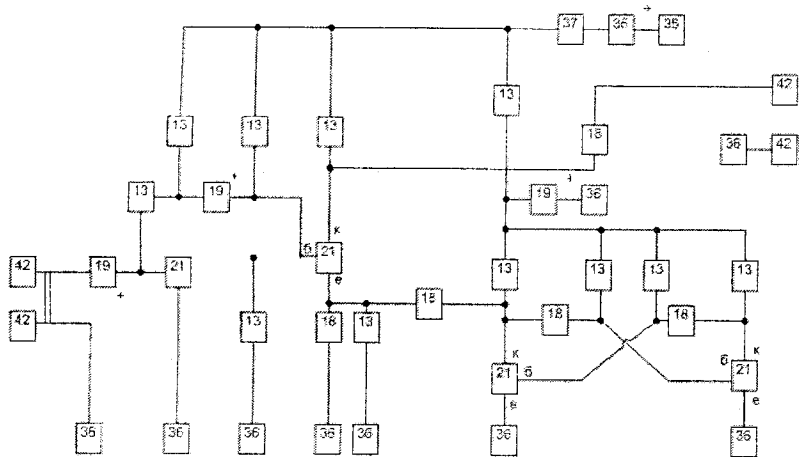 +
37 36 35
42
13
13 13 13 18
36 42
+ +
13 19 19 36
к
б 21
е
42 19 21 13 13 13 13
+
18
42 13 18 13 18 18
к к
21 б б 21
е е
36 36 36 36 36 36 36